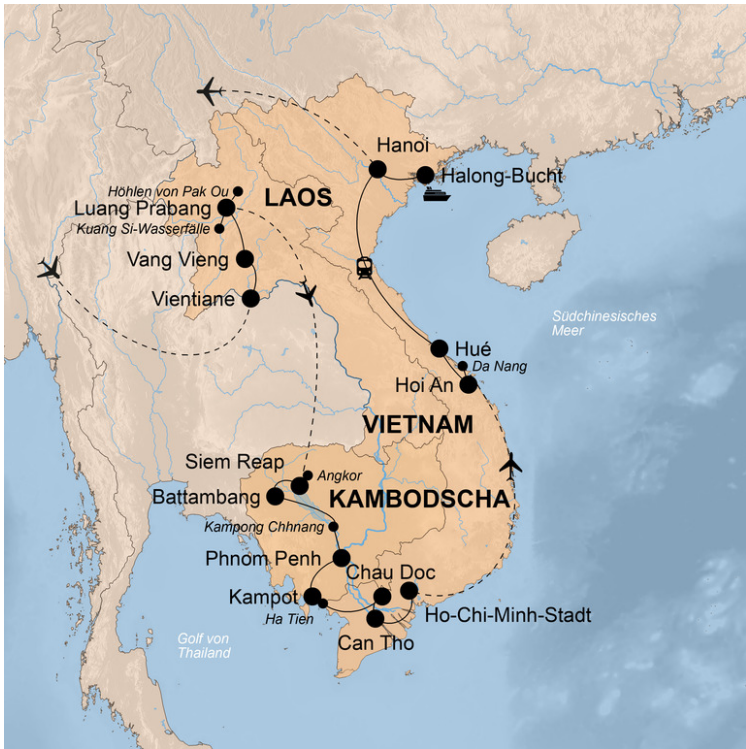 Hanoi
Halong-Bucht
Höhlen von Pak Ou
LAOS
Luang Prabang
Kuang Si-Wasserfälle
Vang Vieng
Vientiane
Südchinesisches
Meer
Hué
Da Nang
Hoi An
VIETNAM
Siem Reap
Angkor
Battambang
KAMBODSCHA
Kampong Chhnang
Phnom Penh
Chau Doc
Kampot
Ha Tien
Ho-Chi-Minh-Stadt
Can Tho
Golf von
Thailand